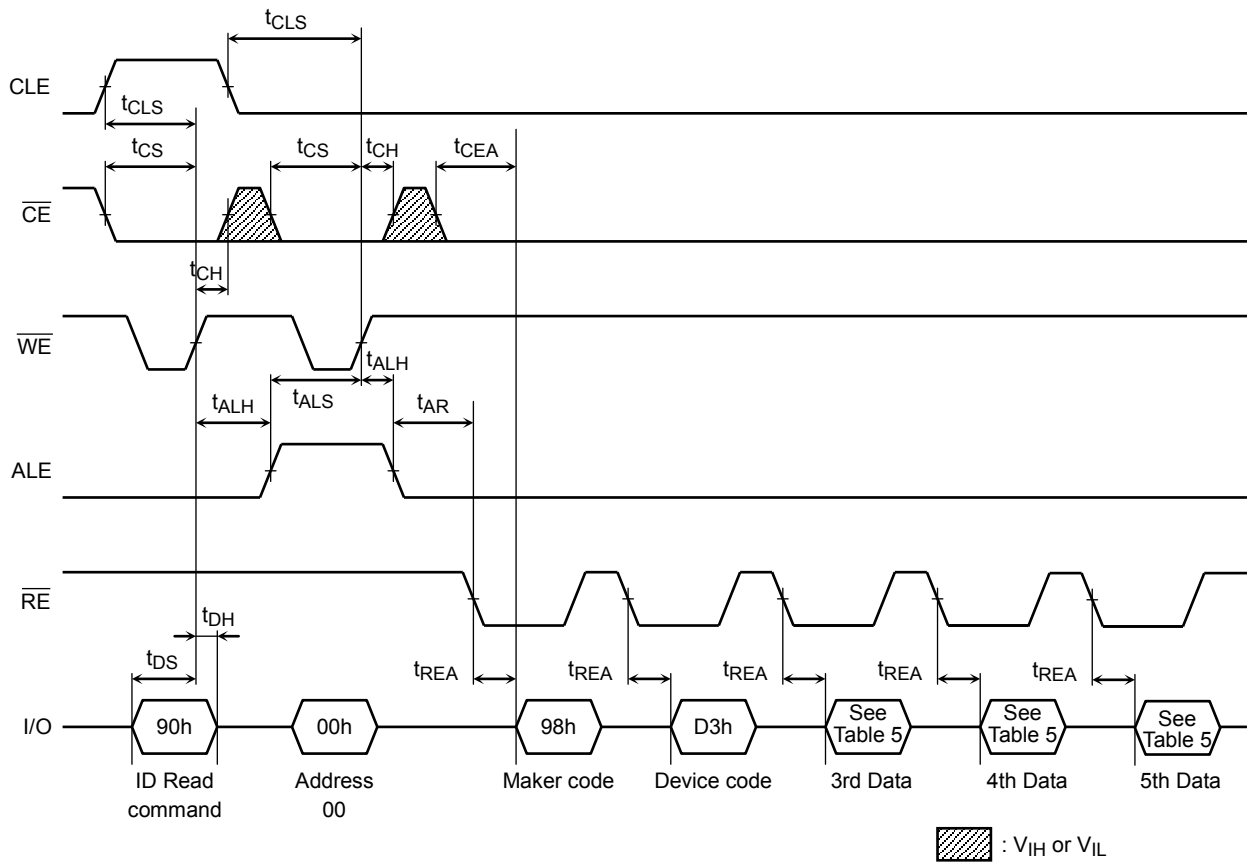 tCLS
CLE
tCLS
tCS tCS tCH tCEA
CE
tCH
WE
tALH
tALH tALS tAR
ALE
RE
tDH
tDS tREA tREA tREA tREA tREA
I/O 90h 00h 98h D3h See Table 5 See Table 5 See Table 5
ID Read command
Address 00
Maker code
Device code
3rd Data
4th Data
5th Data
: VIH or VIL